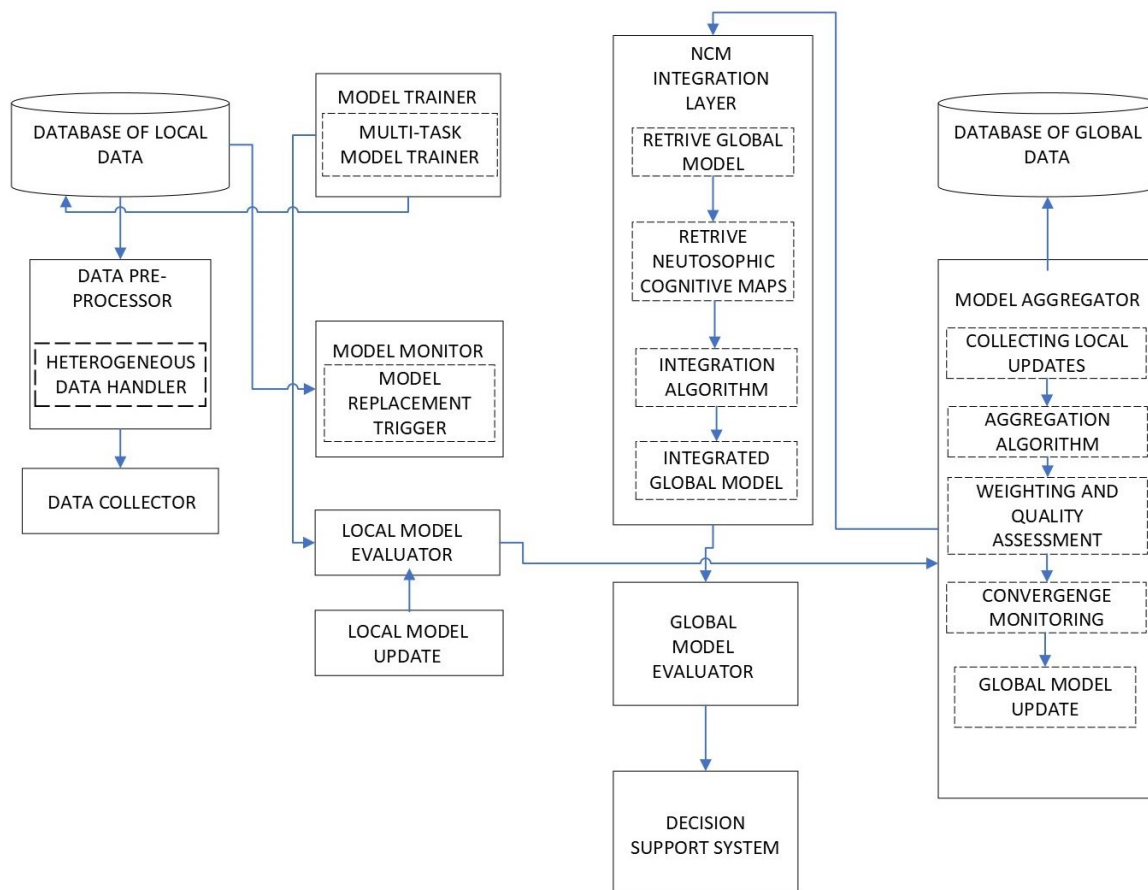 DATABASE OF LOCAL
DATA
DATA PRE-
PROCESSOR
HETEROGENEOUS
DATA HANDLER
DATA COLLECTOR
MODEL TRAINER
MULTI-TASK
MODEL TRAINER
MODEL MONITOR
MODEL
REPLACEMENT
TRIGGER
LOCAL MODEL
EVALUATOR
LOCAL MODEL
UPDATE
NCM
INTEGRATION
LAYER
RETRIVE GLOBAL
MODEL
RETRIVE
NEUTOSOPHIC
COGNITIVE MAPS
INTEGRATION
ALGORITHM
INTEGRATED
GLOBAL MODEL
GLOBAL
MODEL
EVALUATOR
DECISION
SUPPORT SYSTEM
DATABASE OF GLOBAL
DATA
MODEL AGGREGATOR
COLLECTING LOCAL
UPDATES
AGGREGATION
ALGORITHM
WEIGHTING AND
QUALITY
ASSESSMENT
CONVERGENGE
MONITORING
GLOBAL MODEL
UPDATE